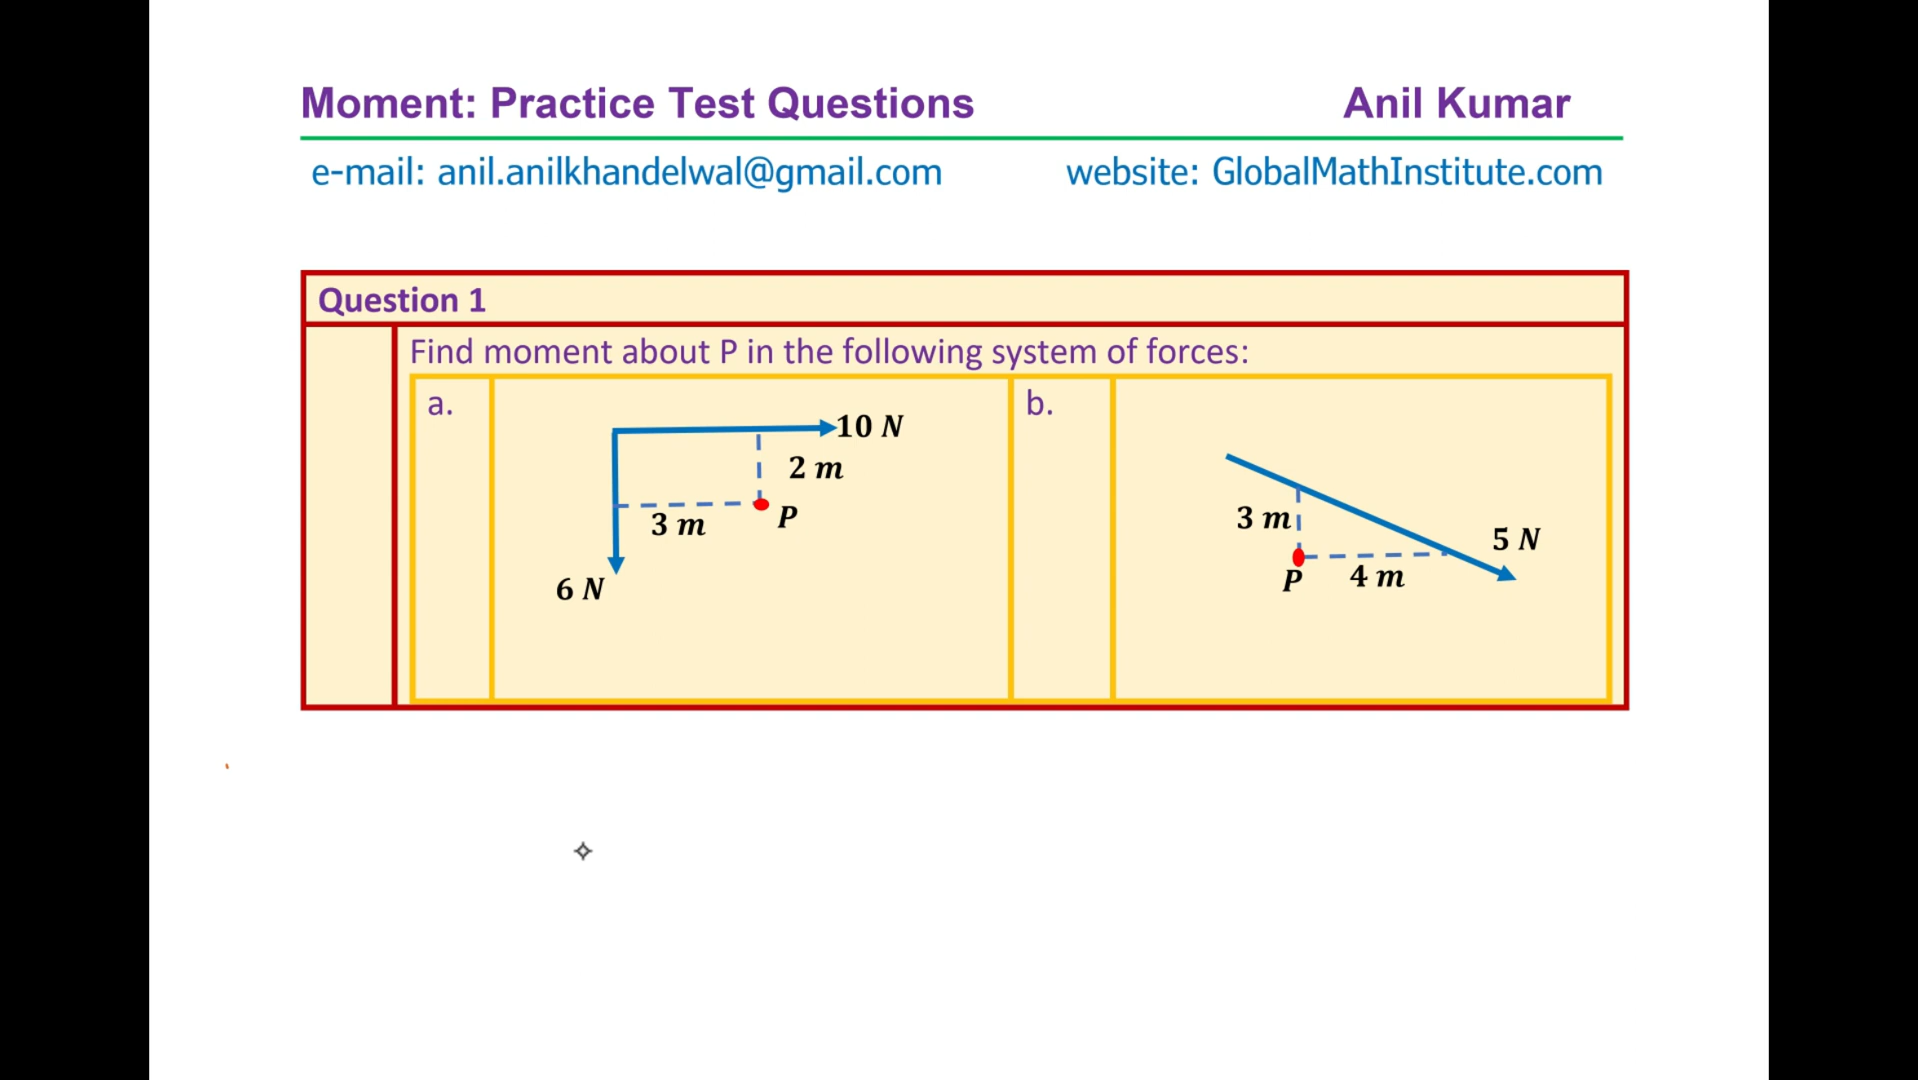 Moment: Practice Test Questions Anil Kumar
e-mail: anil.anilkhandelwal@gmail.com website: GlobalMathInstitute.com
Question 1
Find moment about P in the following system of forces:
a.
10 N
2 m
3 m
P
6 N
b.
3 m
5 N
P
4 m